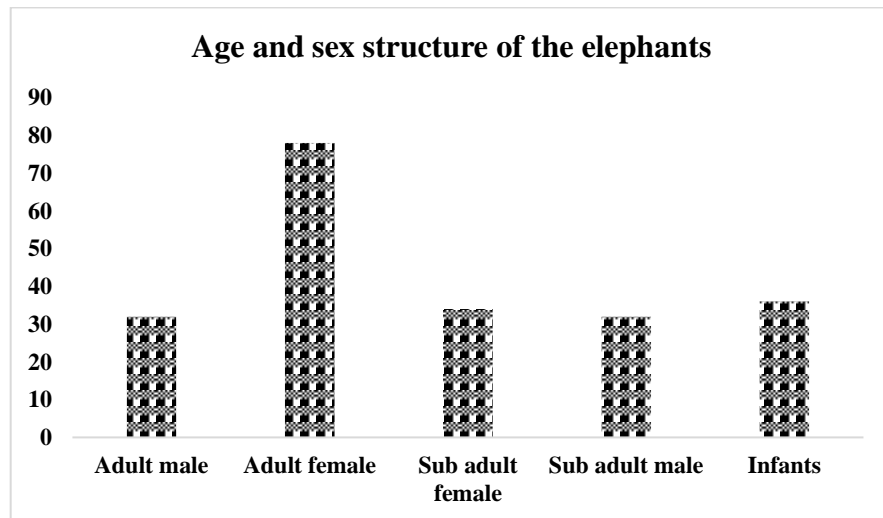 Age and sex structure of the elephants
90
80
70
60
50
40
30
20
10
0
Adult male
Adult female
Sub adult
female
Sub adult male
Infants